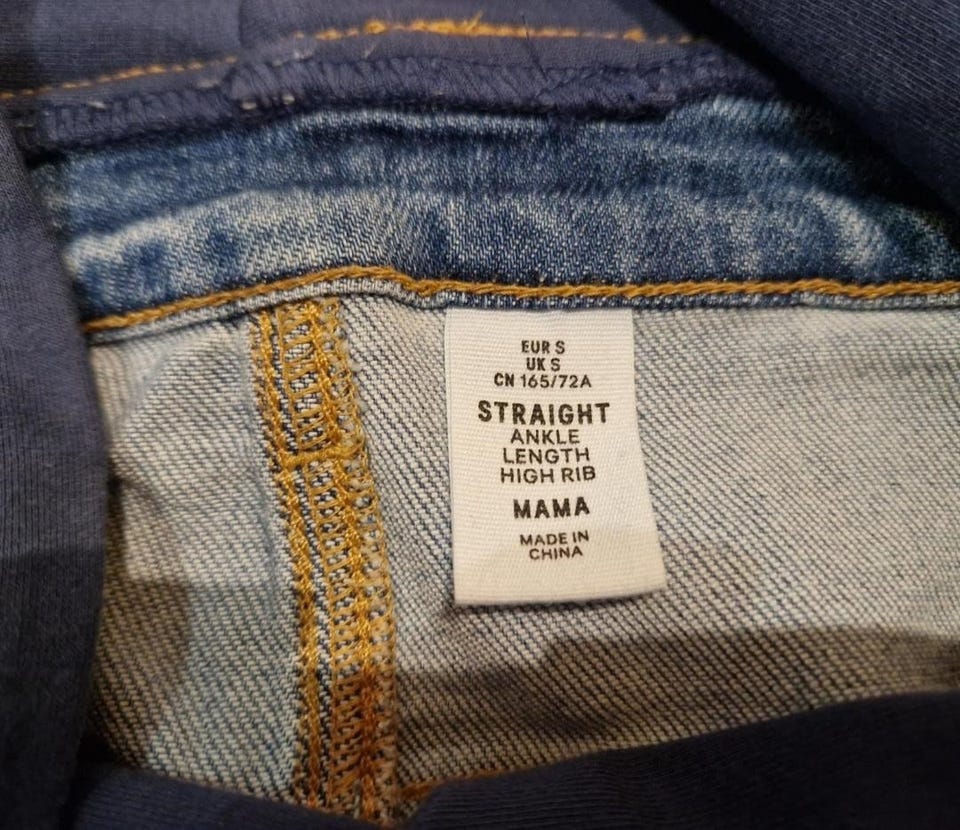 EUR S
UK S
CN 165/72A
STRAIGHT
ANKLE
LENGTH
HIGH RIB
MAMA
MADE IN
CHINA